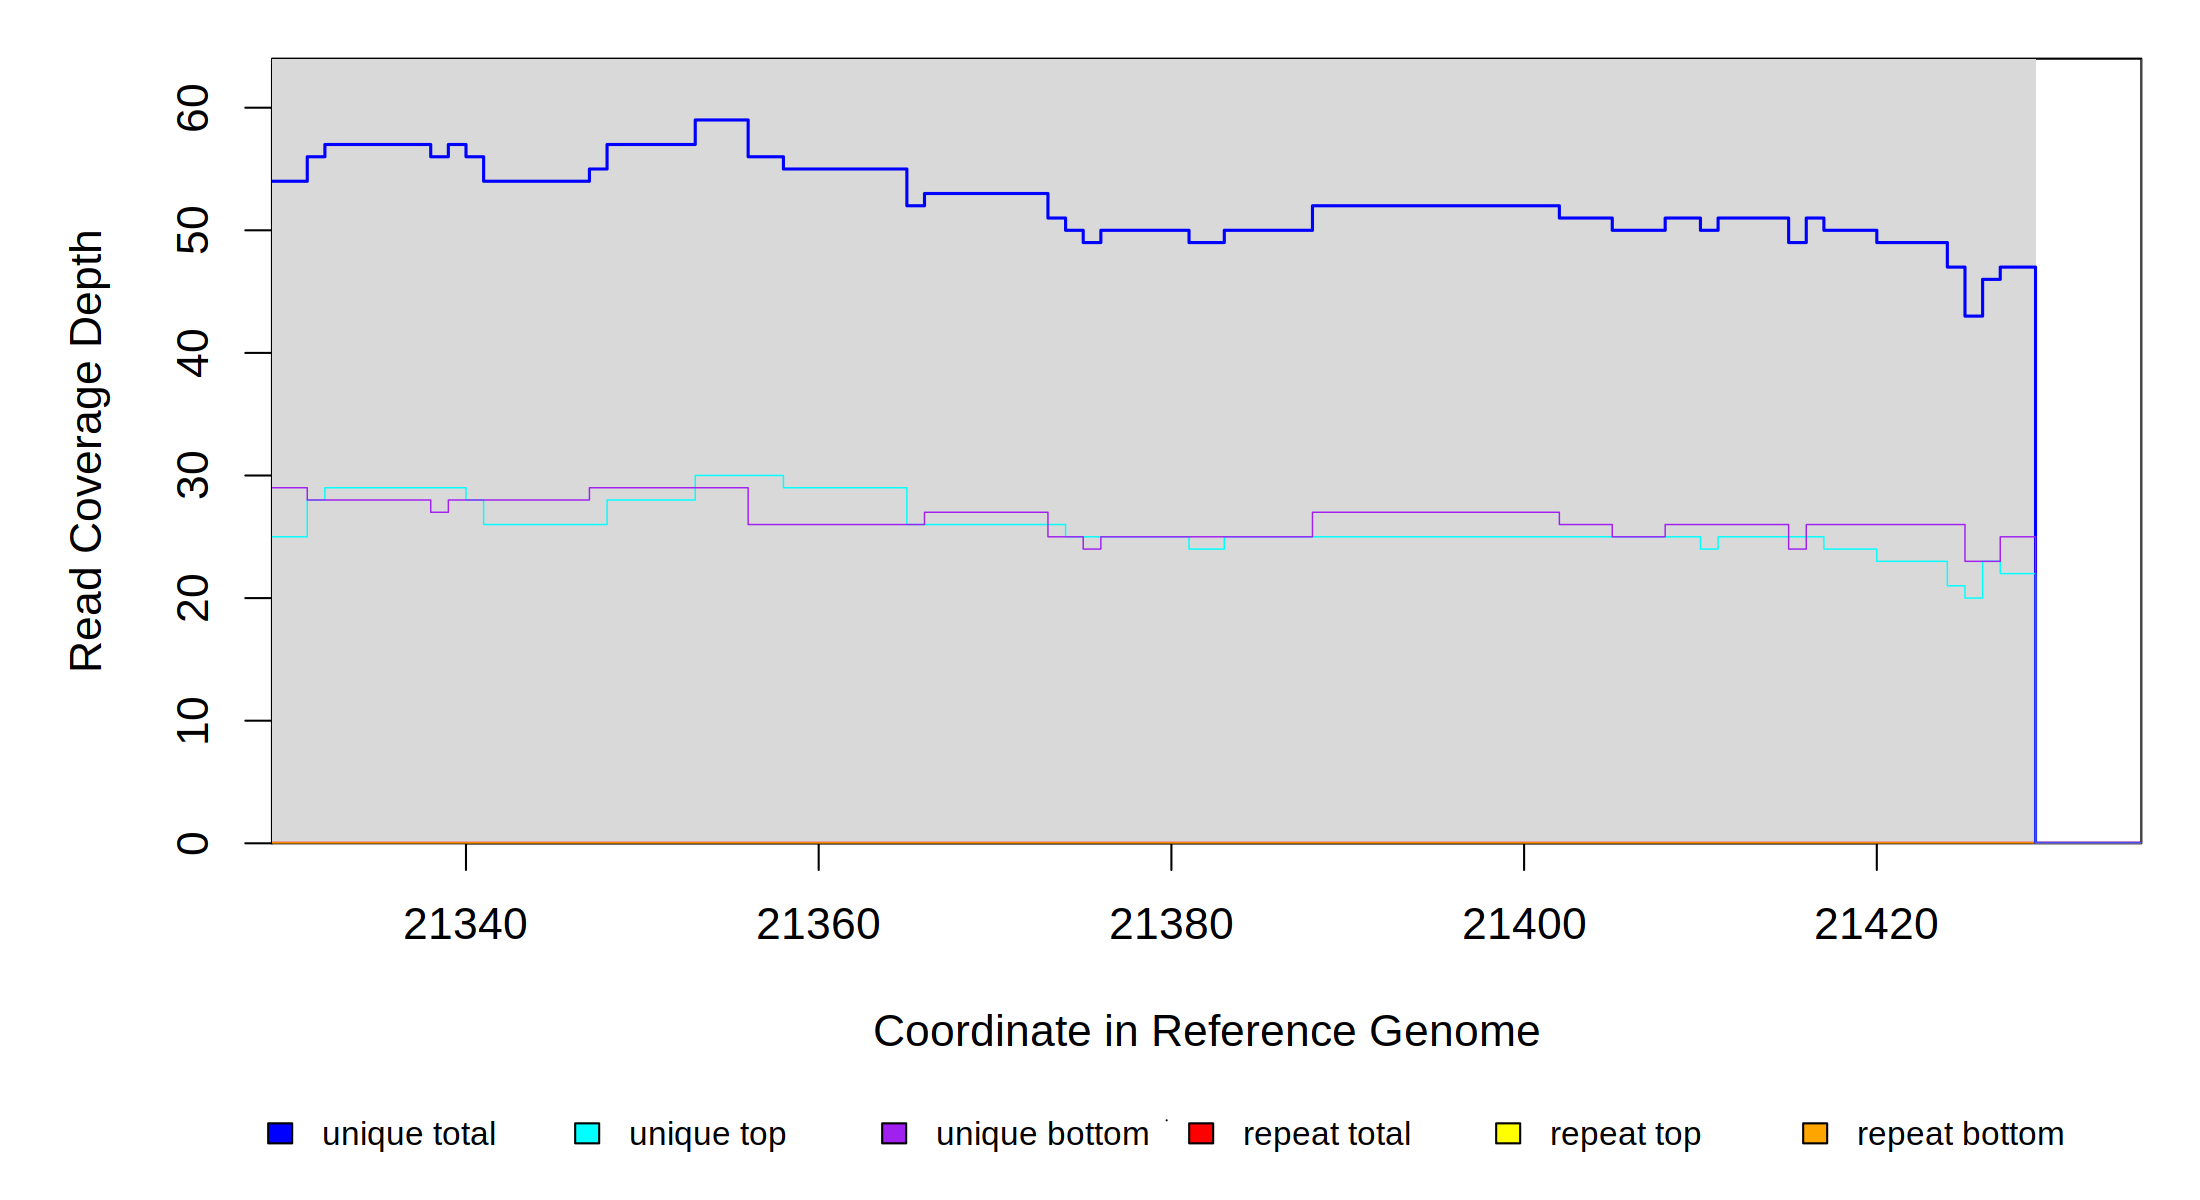 60
50
40
30
20
10
0
Read Coverage Depth
21340 21360 21380 21400 21420
Coordinate in Reference Genome
unique total unique top unique bottom repeat total repeat top repeat bottom